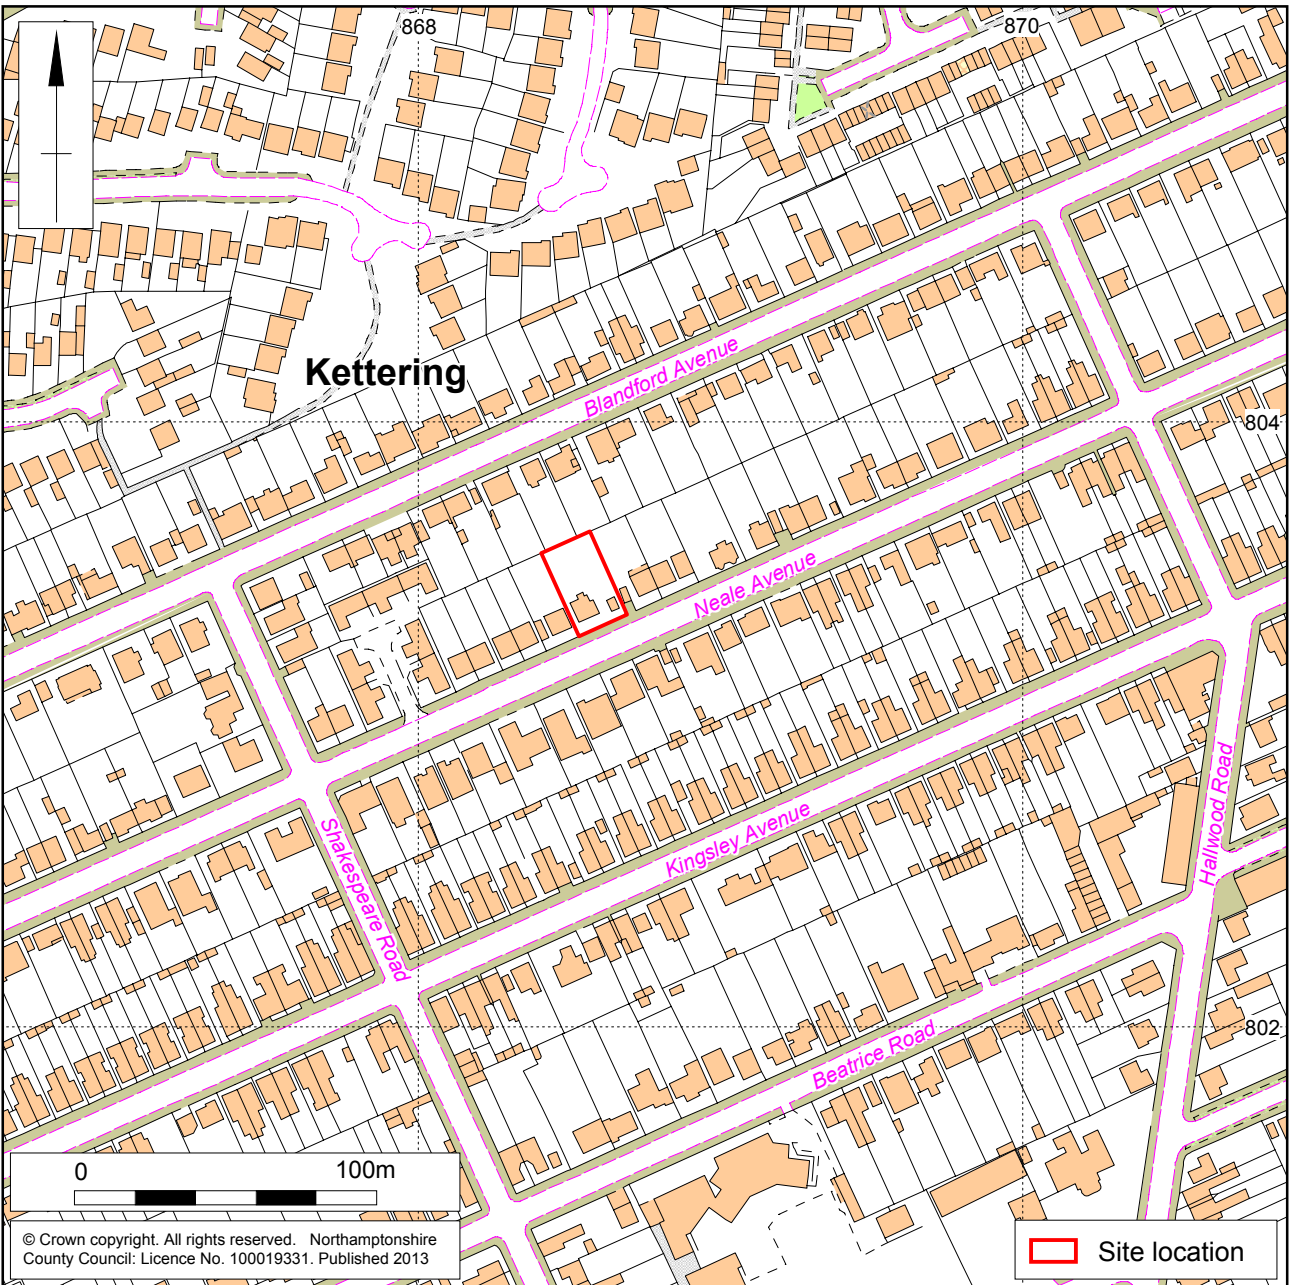 868
870
Kettering
Blandford Avenue
804
Neale Avenue
Kingsley Avenue
Hallwood Road
Shakespeare Road
802
Beatrice Road
0 100m
© Crown copyright. All rights reserved. Northamptonshire
County Council: Licence No. 100019331. Published 2013
Site location